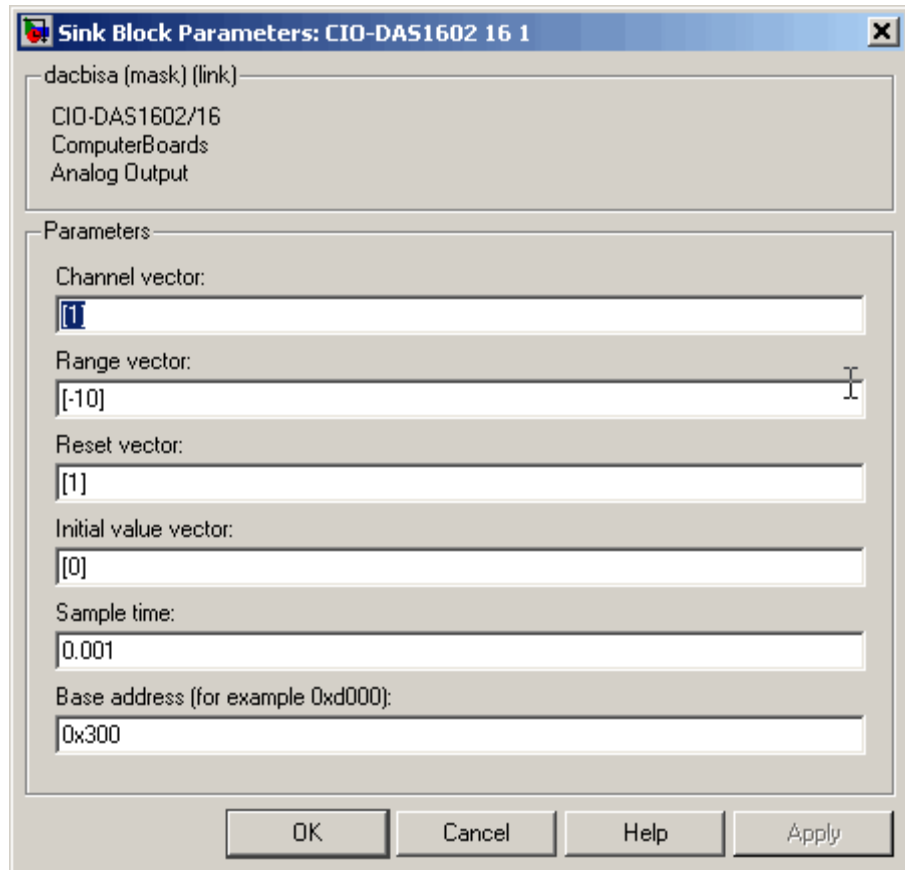 Sink Block Parameters: CIO-DAS1602 16 1
dacbisa (mask) (link)
CIO-DAS1602/16
ComputerBoards
Analog Output
Parameters
Channel vector:
[1]
Range vector:
[-10]
Reset vector:
[1]
Initial value vector:
[0]
Sample time:
0.001
Base address (for example 0xd000):
0x300
OK Cancel Help Apply